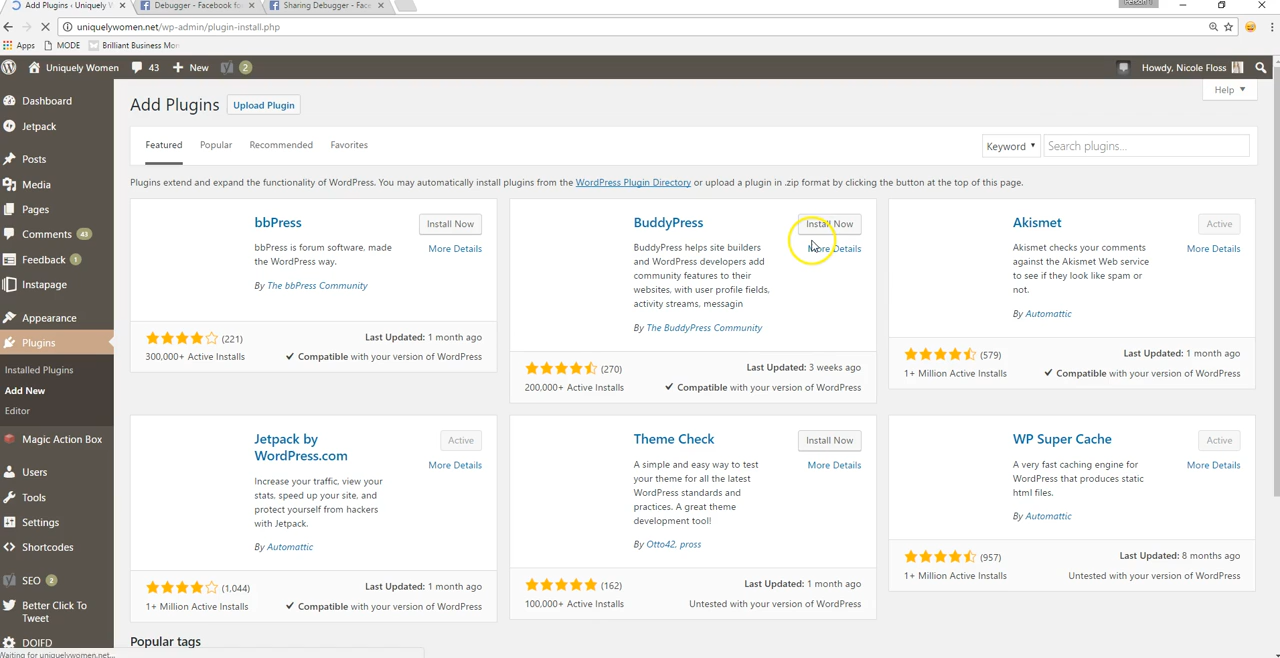 Add Plugins ‹ Uniquely W × Debugger - Facebook for × Sharing Debugger - Face ×
uniquelywomen.net/wp-admin/plugin-install.php
Apps MODE Brilliant Business Mom
Uniquely Women 43 + New 2 Howdy, Nicole Floss
Help ▼
Dashboard
Jetpack
Posts
Media
Pages
Comments 43
Feedback 1
Instapage
Appearance
Plugins
Installed Plugins
Add New
Editor
Magic Action Box
Users
Tools
Settings
Shortcodes
SEO 2
Better Click To
Tweet
DOIFD
Add Plugins Upload Plugin
Featured Popular Recommended Favorites Keyword ▼ Search plugins...
Plugins extend and expand the functionality of WordPress. You may automatically install plugins from the WordPress Plugin Directory or upload a plugin in .zip format by clicking the button at the top of this page.
bbPress
Install Now
More Details
bbPress is forum software, made
the WordPress way.
By The bbPress Community
(221)
300,000+ Active Installs
Last Updated: 1 month ago
✔ Compatible with your version of WordPress
BuddyPress
Install Now
More Details
BuddyPress helps site builders
and WordPress developers add
community features to their
websites, with user profile fields,
activity streams, messagin
By The BuddyPress Community
(270)
200,000+ Active Installs
Last Updated: 3 weeks ago
✔ Compatible with your version of WordPress
Akismet
Active
More Details
Akismet checks your comments
against the Akismet Web service
to see if they look like spam or
not.
By Automattic
(579)
1+ Million Active Installs
Last Updated: 1 month ago
✔ Compatible with your version of WordPress
Jetpack by
WordPress.com
Active
More Details
Increase your traffic, view your
stats, speed up your site, and
protect yourself from hackers
with Jetpack.
By Automattic
(1,044)
1+ Million Active Installs
Last Updated: 1 month ago
✔ Compatible with your version of WordPress
Theme Check
Install Now
More Details
A simple and easy way to test
your theme for all the latest
WordPress standards and
practices. A great theme
development tool!
By Otto42, pross
(162)
100,000+ Active Installs
Last Updated: 1 month ago
Untested with your version of WordPress
WP Super Cache
Active
More Details
A very fast caching engine for
WordPress that produces static
html files.
By Automattic
(957)
1+ Million Active Installs
Last Updated: 8 months ago
Untested with your version of WordPress
Popular tags
Waiting for uniquelywomen.net...